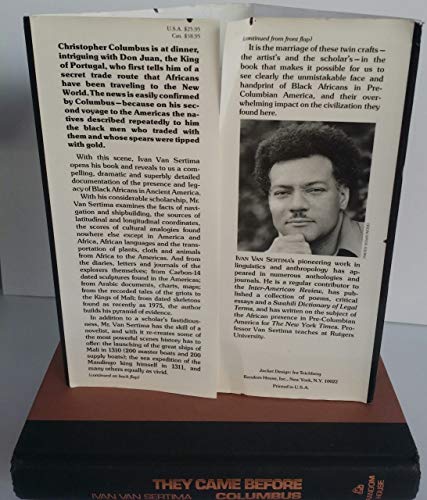 U.S.A. $25.95
Can. $38.95
Christopher Columbus is at dinner,
intriguing with Don Juan, the King
of Portugal, who first tells him of a
secret trade route that Africans
have been traveling to the New
World. The news is easily confirmed
by Columbus—because on his sec-
ond voyage to the Americas the na-
tives described repeatedly to him
the black men who traded with
them and whose spears were tipped
with gold.
With this scene, Ivan Van Sertima
opens his book and reveals to us a com-
pelling, dramatic and superbly detailed
documentation of the presence and leg-
acy of Black Africans in Ancient America.
With his considerable scholarship, Mr.
Van Sertima examines the facts of navi-
gation and shipbuilding, the sources of
latitudinal and longitudinal coordinates,
the scores of cultural analogies found
nowhere else except in America and
Africa, African languages and the trans-
portation of plants, cloth and animals
from Africa to the Americas. And from
the diaries, letters and journals of the
explorers themselves; from Carbon-14
dated sculptures found in the Americas;
from Arabic documents, charts, maps;
from the recorded tales of the griots to
the Kings of Mali; from dated skeletons
found as recently as 1975, the author
builds his pyramid of evidence.
In addition to a scholar's fastidious-
ness, Mr. Van Sertima has the skill of a
novelist, and with it re-creates some of
the most powerful scenes history has to
offer: the launching of the great ships of
Mali in 1310 (200 master boats and 200
supply boats); the sea expedition of the
Mandingo king himself in 1311, and
many others equally as vivid.
(continued on back flap)
(continued from front flap)
It is the marriage of these twin crafts—
the artist's and the scholar's—in the
book that makes it possible for us to
see clearly the unmistakable face and
handprint of Black Africans in Pre-
Columbian America, and their over-
whelming impact on the civilization they
found here.
IVAN VAN SERTIMA'S pioneering work in
linguistics and anthropology has ap-
peared in numerous anthologies and
journals. He is a regular contributor to
the Inter-American Review, has pub-
lished a collection of poems, critical
essays and a Swahili Dictionary of Legal
Terms, and has written on the subject of
the African presence in Pre-Columbian
America for The New York Times. Pro-
fessor Van Sertima teaches at Rutgers
University.
Jacket Design: Ira Teichberg
Random House, Inc., New York, N.Y. 10022
Printed in U.S.A.
THEY CAME BEFORE
IVAN VAN SERTIMA COLUMBUS
RANDOM
HOUSE